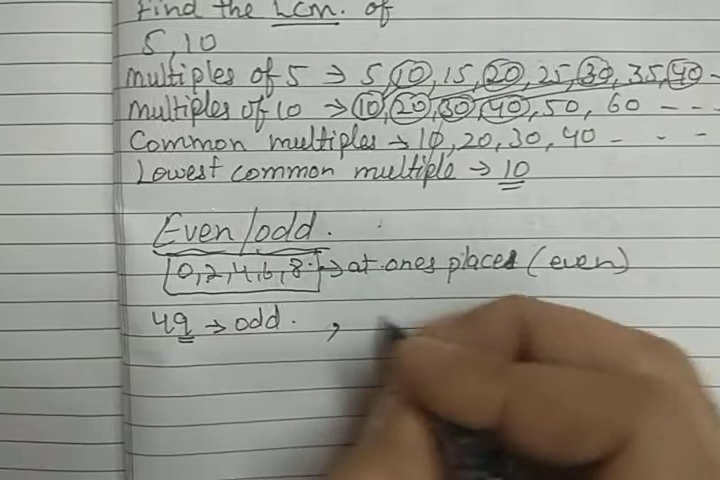 Find the LCM. of
5,10
multiples of 5 → 5,10,15,20,25,30,35,40-
multiples of 10 → 10,20,30,40,50,60 - - -
Common multiples → 10,20,30,40 - - -
Lowest common multiple → 10
Even/odd.
0,2,4,6,8 → at ones places (even)
49 → odd. ,